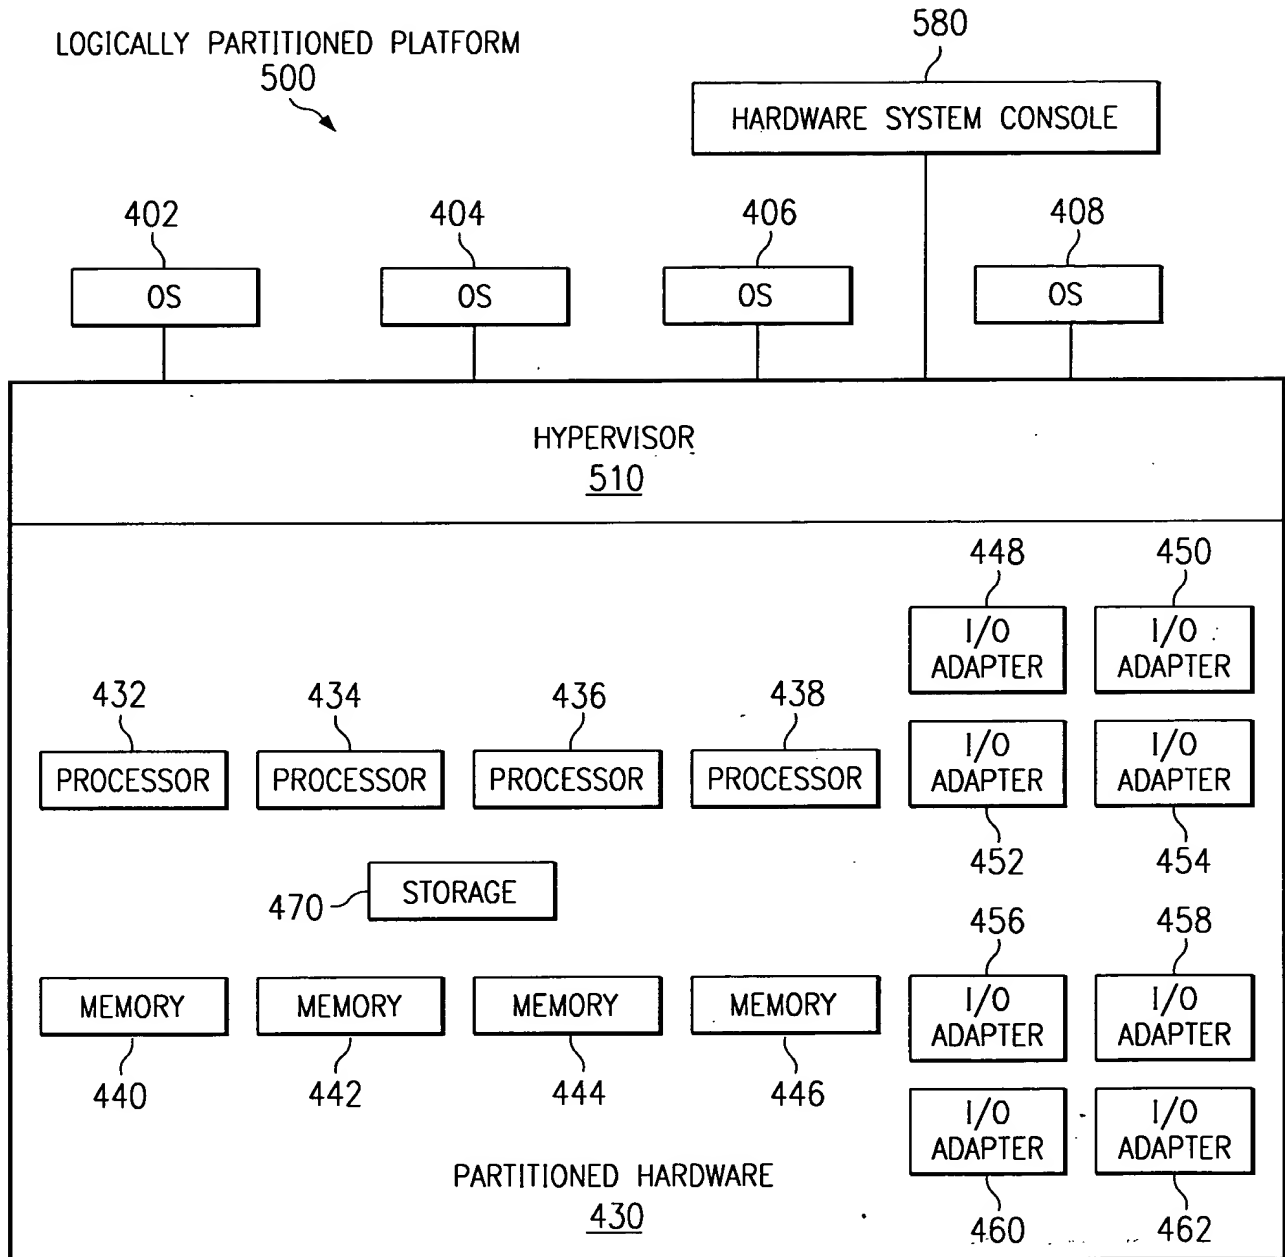 LOGICALLY PARTITIONED PLATFORM
500
580
HARDWARE SYSTEM CONSOLE
402
404
406
408
OS
OS
OS
OS
HYPERVISOR
510
448
450
I/O
ADAPTER
I/O
ADAPTER
432
434
436
438
PROCESSOR
PROCESSOR
PROCESSOR
PROCESSOR
I/O
ADAPTER
I/O
ADAPTER
452
454
470
STORAGE
456
458
MEMORY
MEMORY
MEMORY
MEMORY
I/O
ADAPTER
I/O
ADAPTER
440
442
444
446
I/O
ADAPTER
I/O
ADAPTER
460
462
PARTITIONED HARDWARE
430